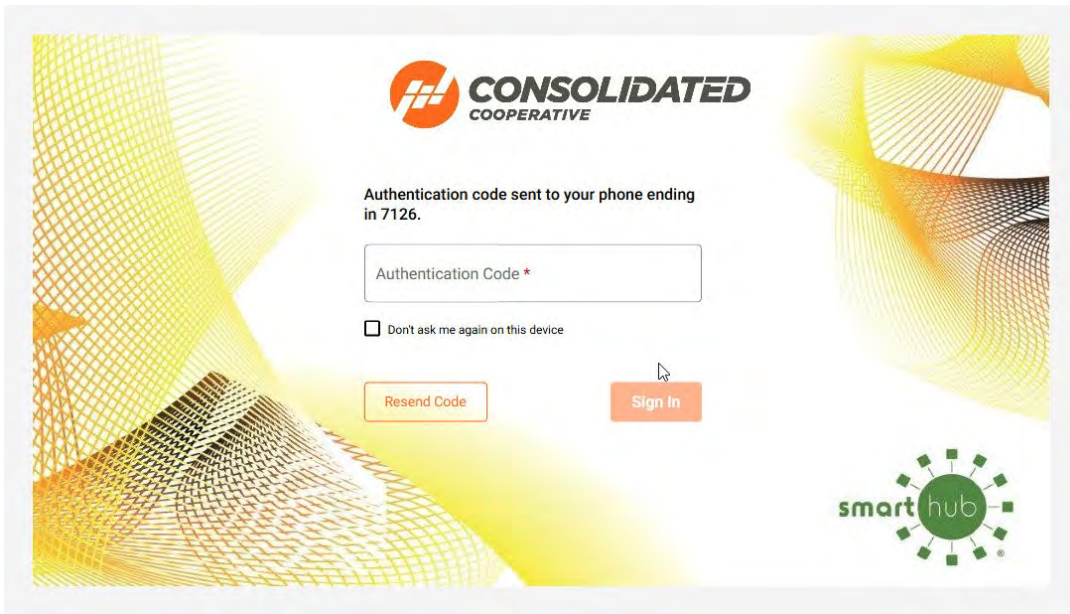 CONSOLIDATED
COOPERATIVE
Authentication code sent to your phone ending
in 7126.
Authentication Code *
Don't ask me again on this device
Resend Code
Sign In
smart hub
®